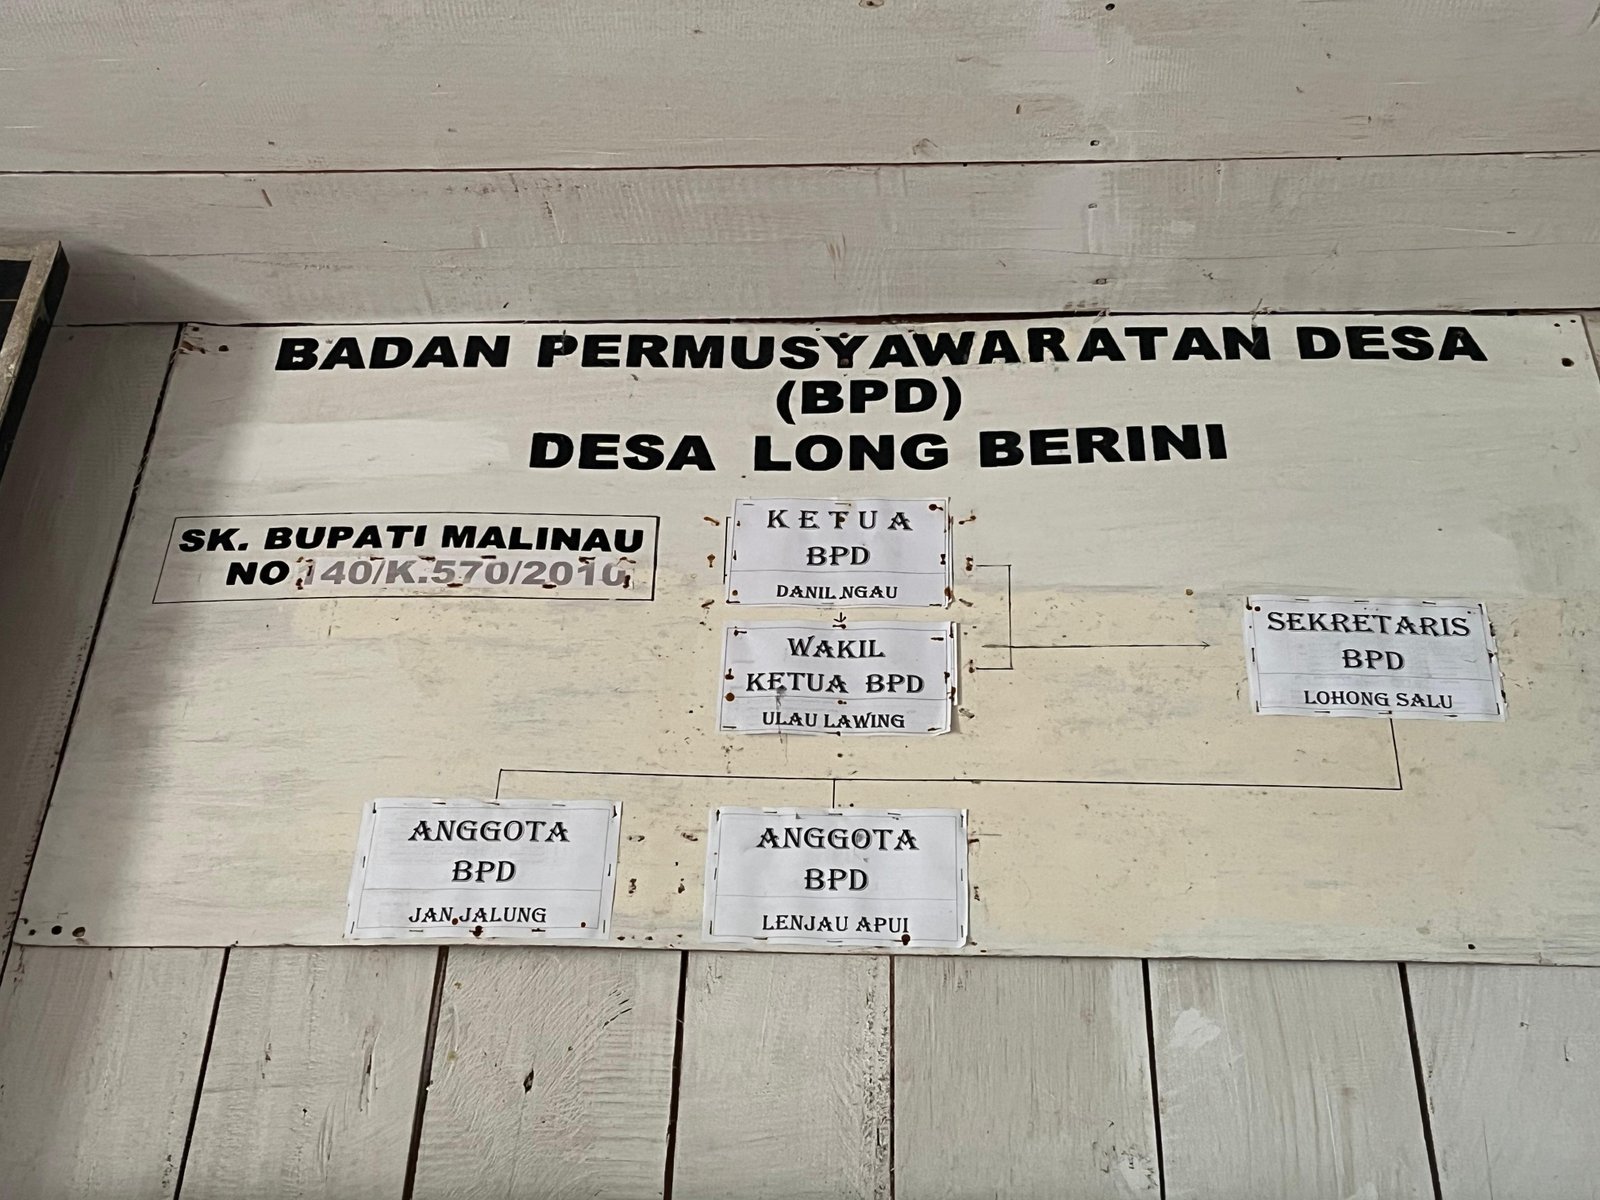 BADAN PERMUSYAWARATAN DESA
(BPD)
DESA LONG BERINI
SK. BUPATI MALINAU
NO 140/K.570/2010
KETUA
BPD
DANIL NGAU
WAKIL
KETUA BPD
ULAU LAWING
SEKRETARIS
BPD
LOHONG SALU
ANGGOTA
BPD
JAN JALUNG
ANGGOTA
BPD
LENJAU APUI